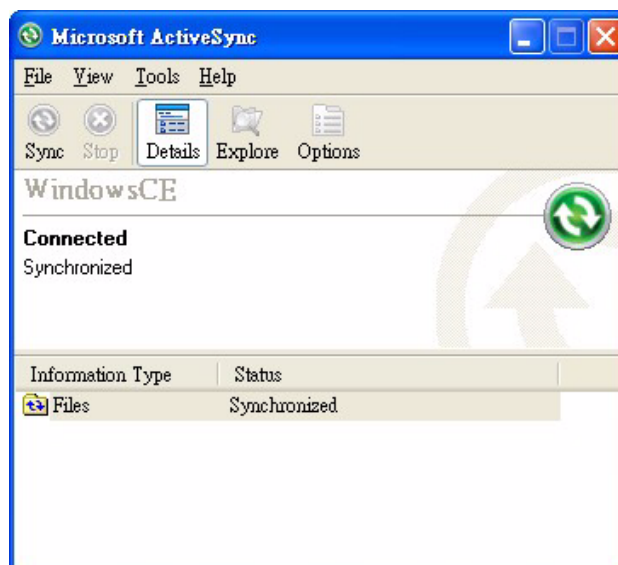 Microsoft ActiveSync
File View Tools Help
Sync Stop Details Explore Options
WindowsCE
Connected
Synchronized
Information Type Status
Files Synchronized